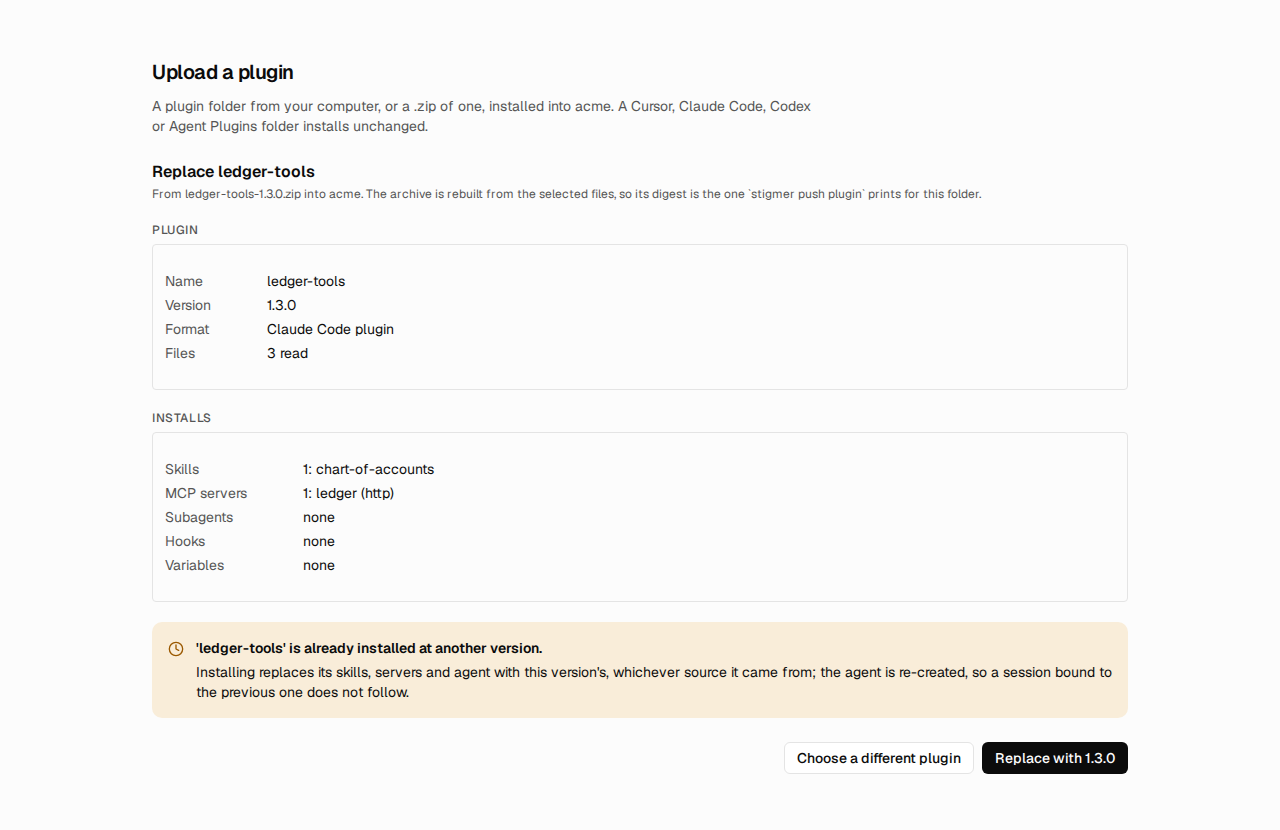 Upload a plugin
A plugin folder from your computer, or a .zip of one, installed into acme. A Cursor, Claude Code, Codex
or Agent Plugins folder installs unchanged.
Replace ledger-tools
From ledger-tools-1.3.0.zip into acme. The archive is rebuilt from the selected files, so its digest is the one `stigmer push plugin` prints for this folder.
PLUGIN
Name ledger-tools
Version 1.3.0
Format Claude Code plugin
Files 3 read
INSTALLS
Skills 1: chart-of-accounts
MCP servers 1: ledger (http)
Subagents none
Hooks none
Variables none
'ledger-tools' is already installed at another version.
Installing replaces its skills, servers and agent with this version's, whichever source it came from; the agent is re-created, so a session bound to
the previous one does not follow.
Choose a different plugin Replace with 1.3.0